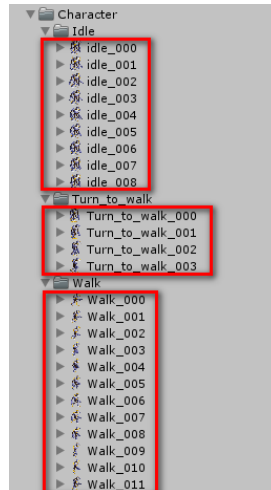 Character
Idle
idle_000
idle_001
idle_002
idle_003
idle_004
idle_005
idle_006
idle_007
idle_008
Turn_to_walk
Turn_to_walk_000
Turn_to_walk_001
Turn_to_walk_002
Turn_to_walk_003
Walk
Walk_000
Walk_001
Walk_002
Walk_003
Walk_004
Walk_005
Walk_006
Walk_007
Walk_008
Walk_009
Walk_010
Walk_011